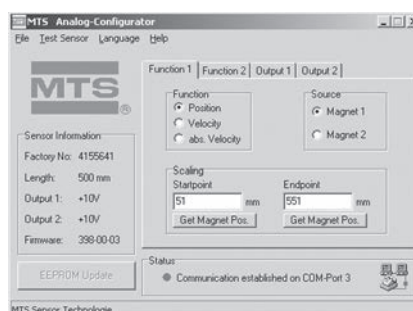 MTS Analog-Configurator
File Test Sensor Language Help
MTS®
Sensor Information
Factory No: 4155641
Length: 500 mm
Output 1: +10V
Output 2: +10V
Firmware: 398-00-03
EEPROM Update
Function 1 Function 2 Output 1 Output 2
Function
Position
Velocity
abs. Velocity
Source
Magnet 1
Magnet 2
Scaling
Startpoint
51 mm
Get Magnet Pos.
Endpoint
551 mm
Get Magnet Pos.
Status
Communication established on COM-Port 3
MTS Sensor Technologie